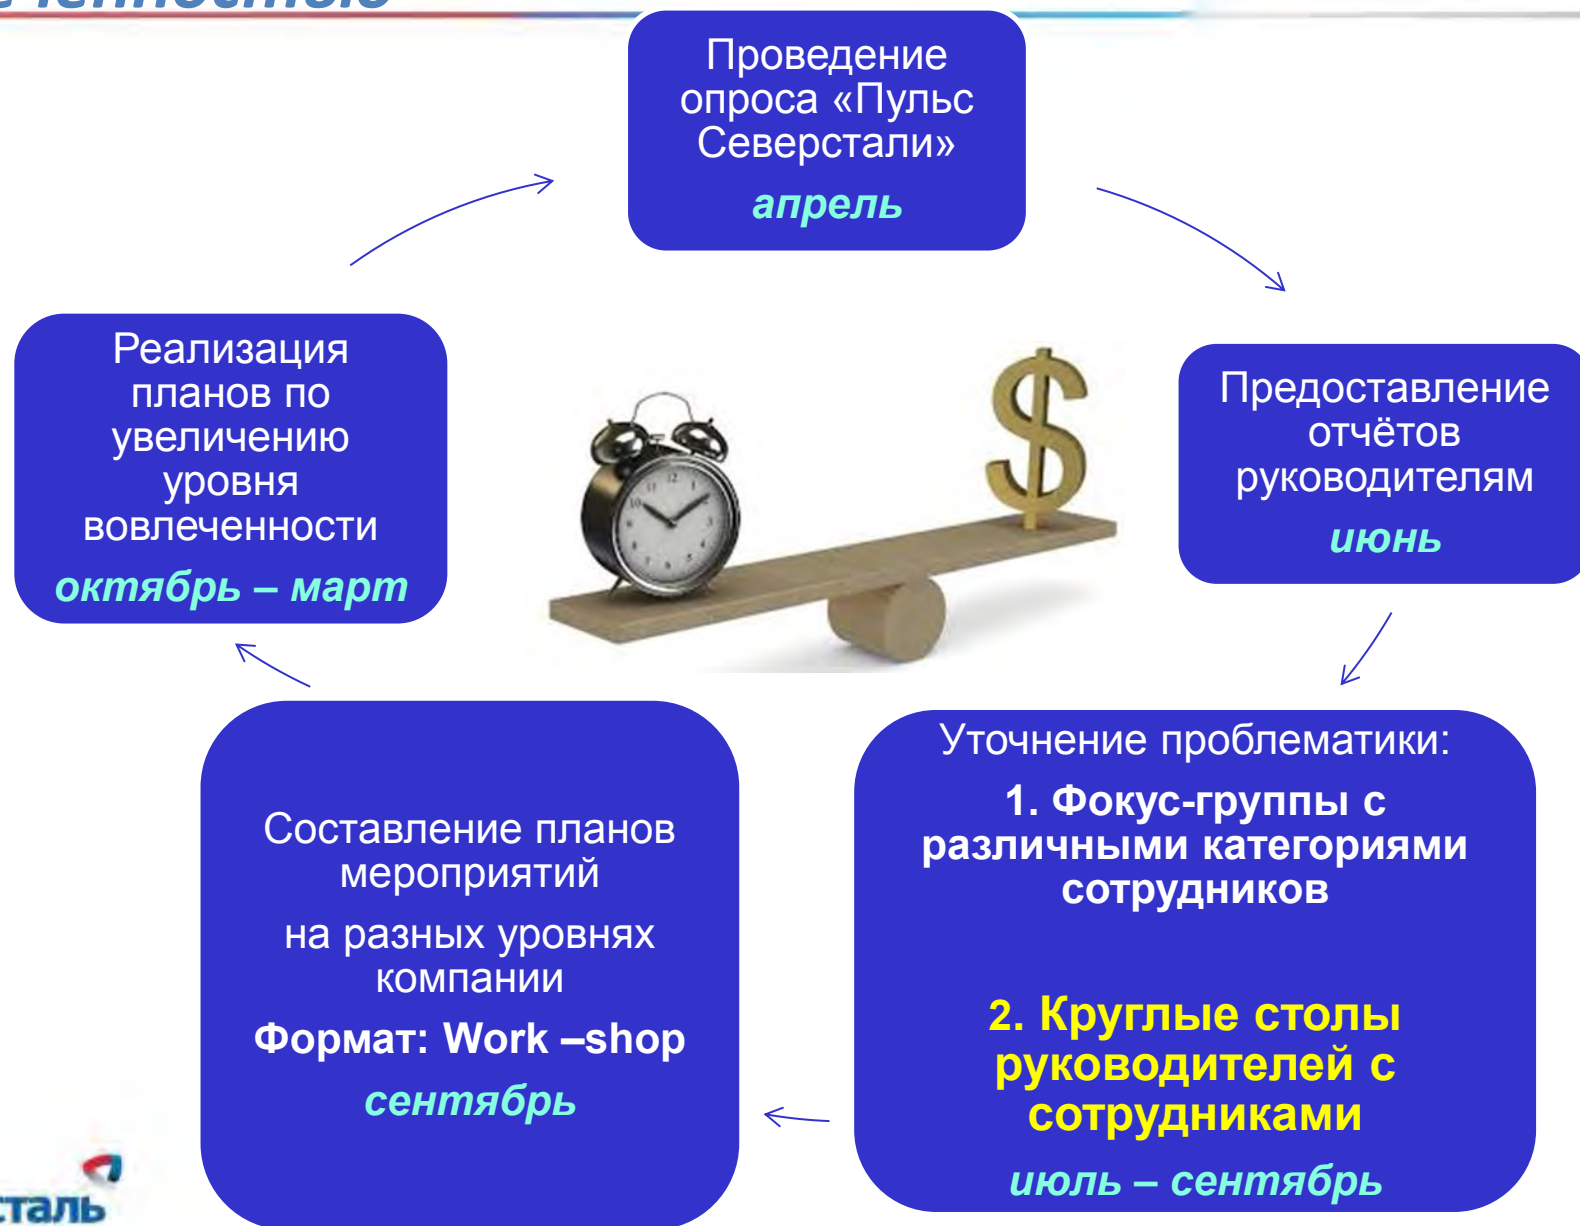 Проведение
опроса «Пульс
Северстали»
апрель
Предоставление
отчётов
руководителям
июнь
Уточнение проблематики:
1. Фокус-группы с
различными категориями
сотрудников
2. Круглые столы
руководителей с
сотрудниками
июль – сентябрь
Составление планов
мероприятий
на разных уровнях
компании
Формат: Work –shop
сентябрь
Реализация
планов по
увеличению
уровня
вовлеченности
октябрь – март
сталь